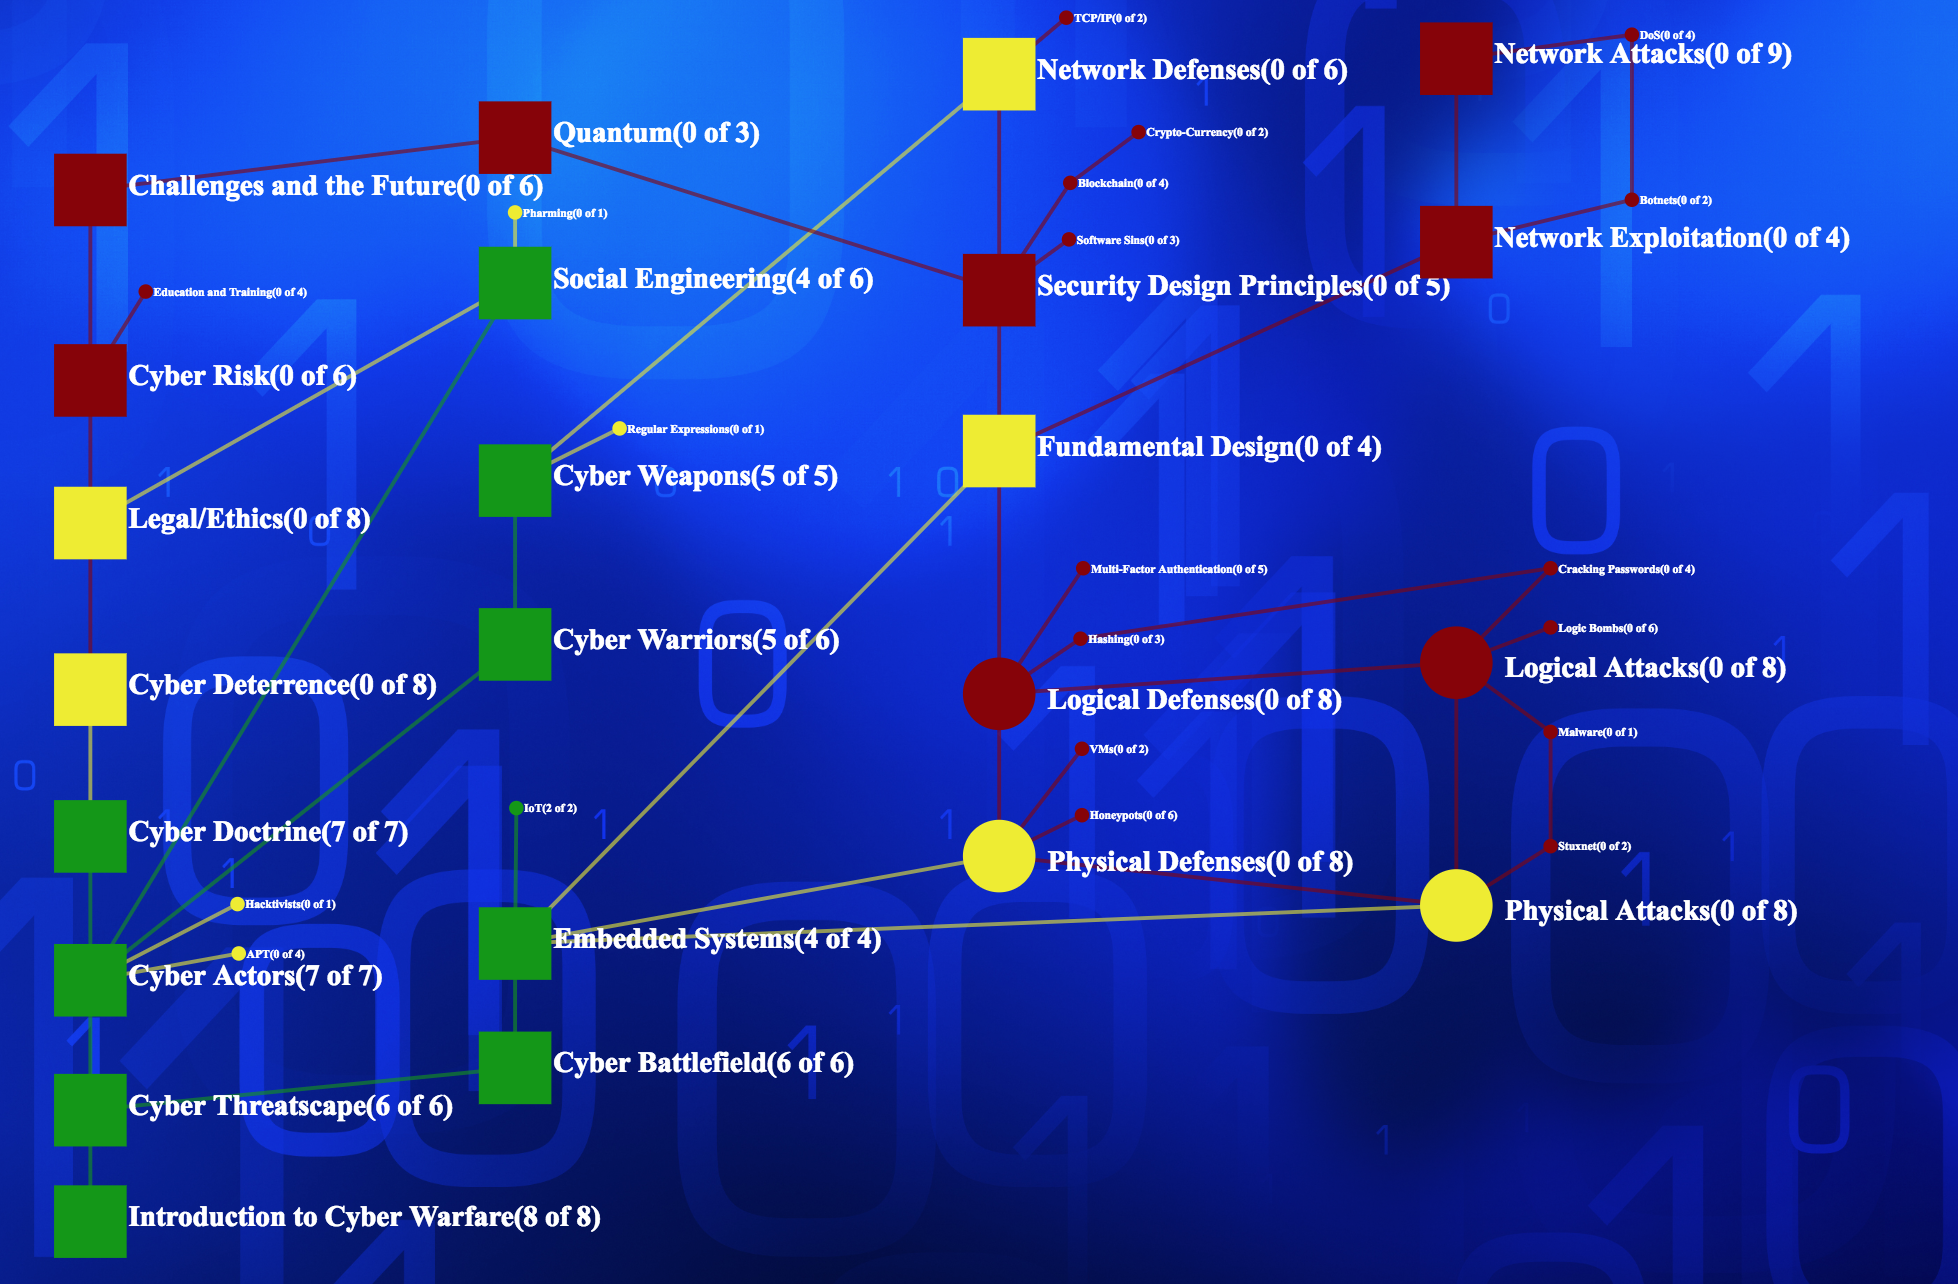 TCP/IP(0 of 2)
Network Defenses(0 of 6)
DoS(0 of 4)
Network Attacks(0 of 9)
Quantum(0 of 3)
Crypto-Currency(0 of 2)
Challenges and the Future(0 of 6)
Blockchain(0 of 4)
Botnets(0 of 2)
Pharming(0 of 1)
Software Sins(0 of 3)
Network Exploitation(0 of 4)
Social Engineering(4 of 6)
Security Design Principles(0 of 5)
Education and Training(0 of 4)
Cyber Risk(0 of 6)
Regular Expressions(0 of 1)
Fundamental Design(0 of 4)
Cyber Weapons(5 of 5)
Legal/Ethics(0 of 8)
Multi-Factor Authentication(0 of 5)
Cracking Passwords(0 of 4)
Logic Bombs(0 of 6)
Hashing(0 of 3)
Cyber Warriors(5 of 6)
Logical Attacks(0 of 8)
Cyber Deterrence(0 of 8)
Logical Defenses(0 of 8)
Malware(0 of 1)
VMs(0 of 2)
IoT(2 of 2)
Honeypots(0 of 6)
Cyber Doctrine(7 of 7)
Stuxnet(0 of 2)
Physical Defenses(0 of 8)
Hacktivists(0 of 1)
Physical Attacks(0 of 8)
Embedded Systems(4 of 4)
APT(0 of 4)
Cyber Actors(7 of 7)
Cyber Battlefield(6 of 6)
Cyber Threatscape(6 of 6)
Introduction to Cyber Warfare(8 of 8)